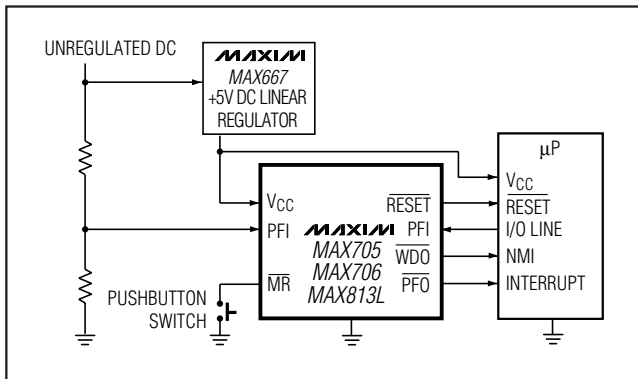 UNREGULATED DC
MAXIM
MAX667
+5V DC LINEAR
REGULATOR
µP
VCC
RESET
I/O LINE
NMI
INTERRUPT
VCC
PFI
MR
MAXIM
MAX705
MAX706
MAX813L
RESET
PFI
WDO
PFO
PUSHBUTTON
SWITCH